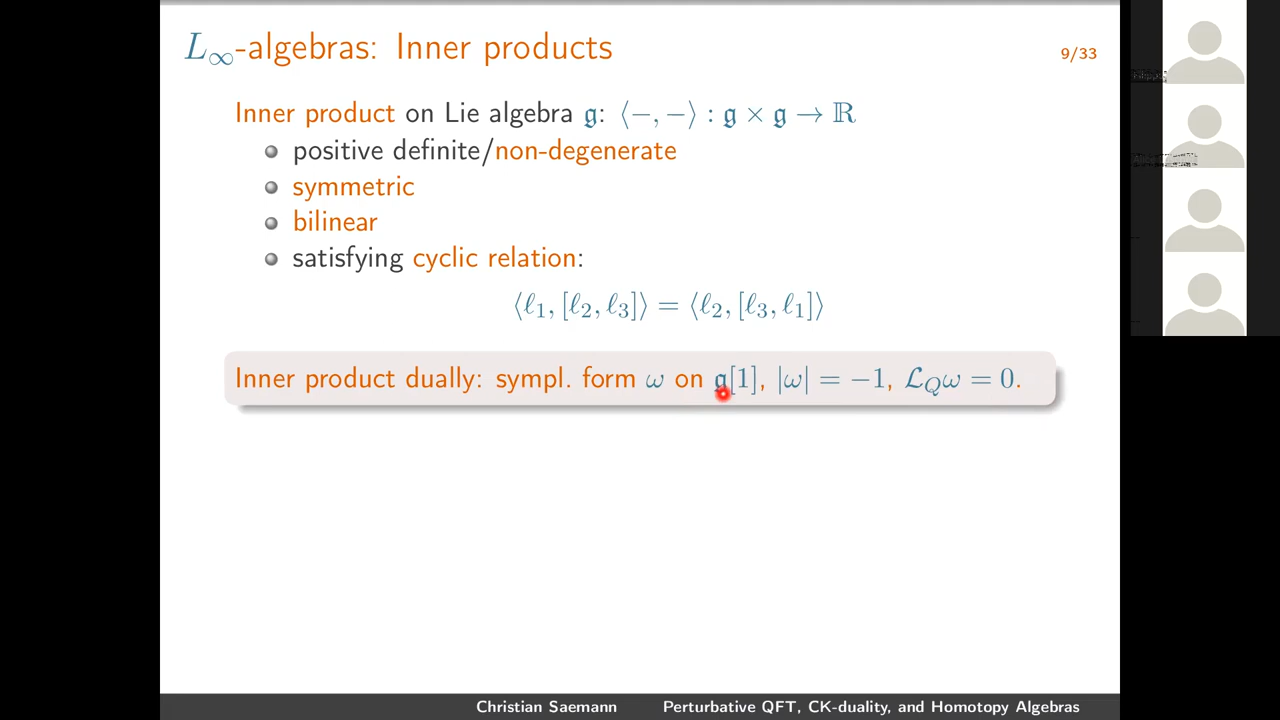 L∞-algebras: Inner products
9/33
Inner product on Lie algebra 𝔤: ⟨−, −⟩ : 𝔤 × 𝔤 → ℝ
positive definite/non-degenerate
symmetric
bilinear
satisfying cyclic relation:
⟨ℓ₁, [ℓ₂, ℓ₃]⟩ = ⟨ℓ₂, [ℓ₃, ℓ₁]⟩
Inner product dually: sympl. form ω on 𝔤[1], |ω| = −1, ℒ_Qω = 0.
Christian Saemann Perturbative QFT, CK-duality, and Homotopy Algebras